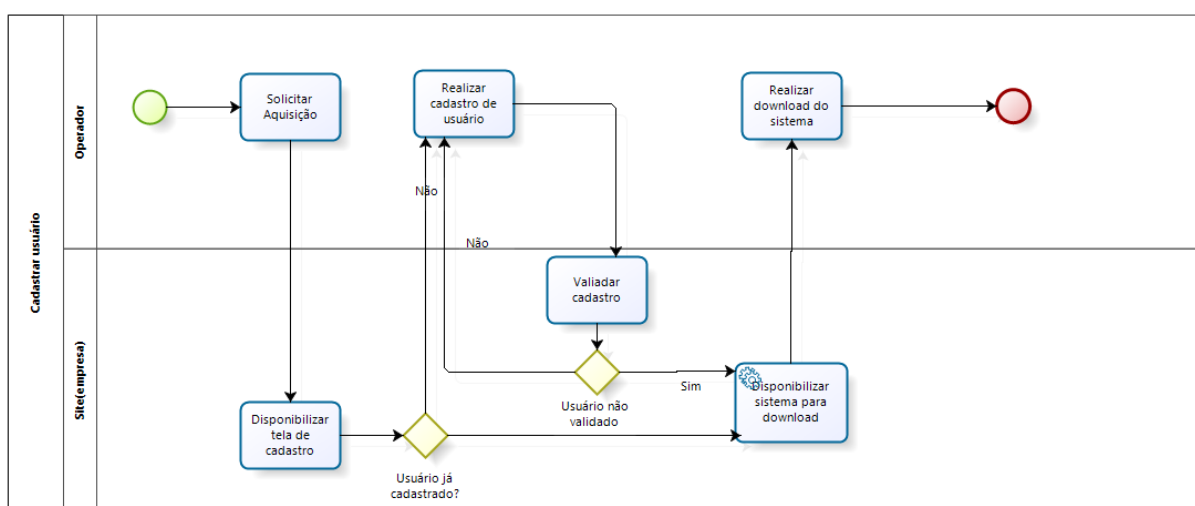 Cadastrar usuário
Operador
Solicitar
Aquisição
Realizar
cadastro de
usuário
Realizar
download do
sistema
Não
Não
Site(empresa)
Valiadar
cadastro
Usuário não
validado
Sim
Disponibilizar
sistema para
download
Disponibilizar
tela de
cadastro
Usuário já
cadastrado?